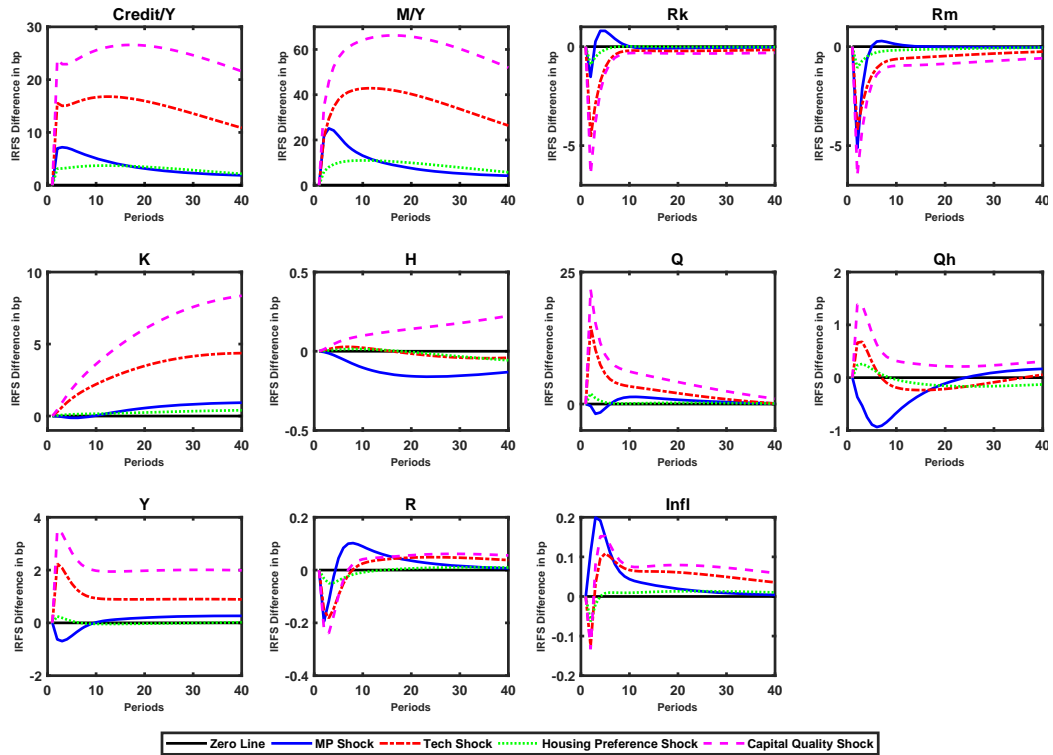 Credit/Y
M/Y
Rk
Rm
IRFS Difference in bp
30
20
10
0
0 10 20 30 40
Periods
IRFS Difference in bp
60
40
20
0
0 10 20 30 40
Periods
IRFS Difference in bp
0
-5
0 10 20 30 40
Periods
IRFS Difference in bp
0
-5
0 10 20 30 40
Periods
K
H
Q
Qh
IRFS Difference in bp
10
5
0
0 10 20 30 40
Periods
IRFS Difference in bp
0.5
0
-0.5
0 10 20 30 40
Periods
IRFS Difference in bp
25
0
0 10 20 30 40
Periods
IRFS Difference in bp
2
1
0
-1
0 10 20 30 40
Periods
Y
R
Infl
IRFS Difference in bp
4
2
0
-2
0 10 20 30 40
Periods
IRFS Difference in bp
0.2
0
-0.2
-0.4
0 10 20 30 40
Periods
IRFS Difference in bp
0.2
0.1
0
0.1
0.2
0 10 20 30 40
Periods
Zero Line MP Shock Tech Shock Housing Preference Shock Capital Quality Shock